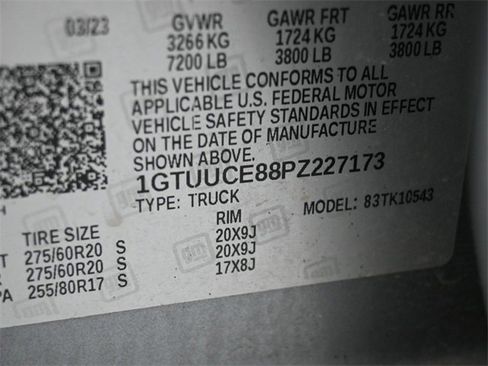 03/23 GVWR GAWR FRT GAWR RR
3266 KG 1724 KG 1724 KG
7200 LB 3800 LB 3800 LB
THIS VEHICLE CONFORMS TO ALL
APPLICABLE U.S. FEDERAL MOTOR
VEHICLE SAFETY STANDARDS IN EFFECT
ON THE DATE OF MANUFACTURE
SHOWN ABOVE.
1GTUUCE88PZ227173
TYPE: TRUCK MODEL: 83TK10543
TIRE SIZE RIM
T 275/60R20 S 20X9J
R 275/60R20 S 20X9J
PA 255/80R17 S 17X8J